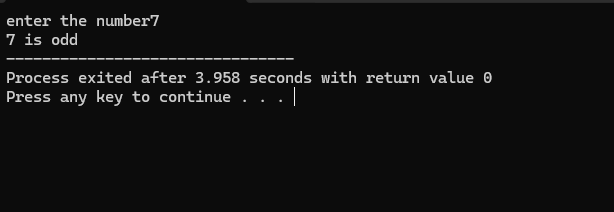 enter the number7
7 is odd
--------------------------------
Process exited after 3.958 seconds with return value 0
Press any key to continue . . .